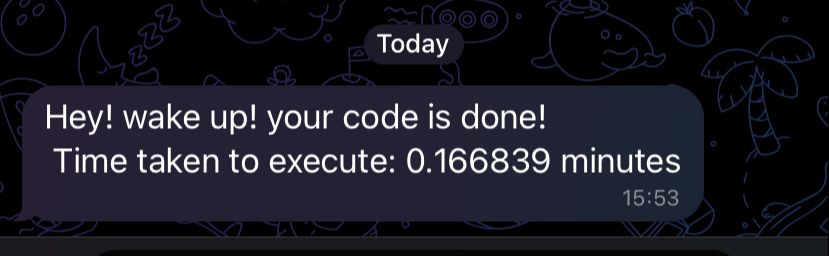 Today
Hey! wake up! your code is done!
Time taken to execute: 0.166839 minutes
15:53